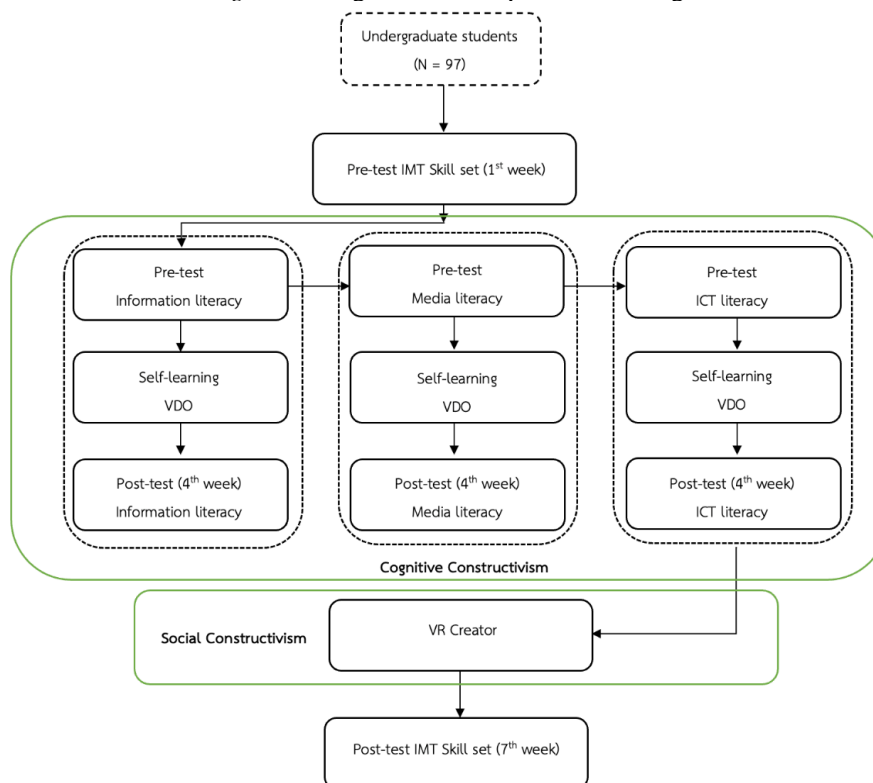 Undergraduate students
(N = 97)
Pre-test IMT Skill set (1st week)
Pre-test
Information literacy
Pre-test
Media literacy
Pre-test
ICT literacy
Self-learning
VDO
Self-learning
VDO
Self-learning
VDO
Post-test (4th week)
Information literacy
Post-test (4th week)
Media literacy
Post-test (4th week)
ICT literacy
Cognitive Constructivism
Social Constructivism
VR Creator
Post-test IMT Skill set (7th week)